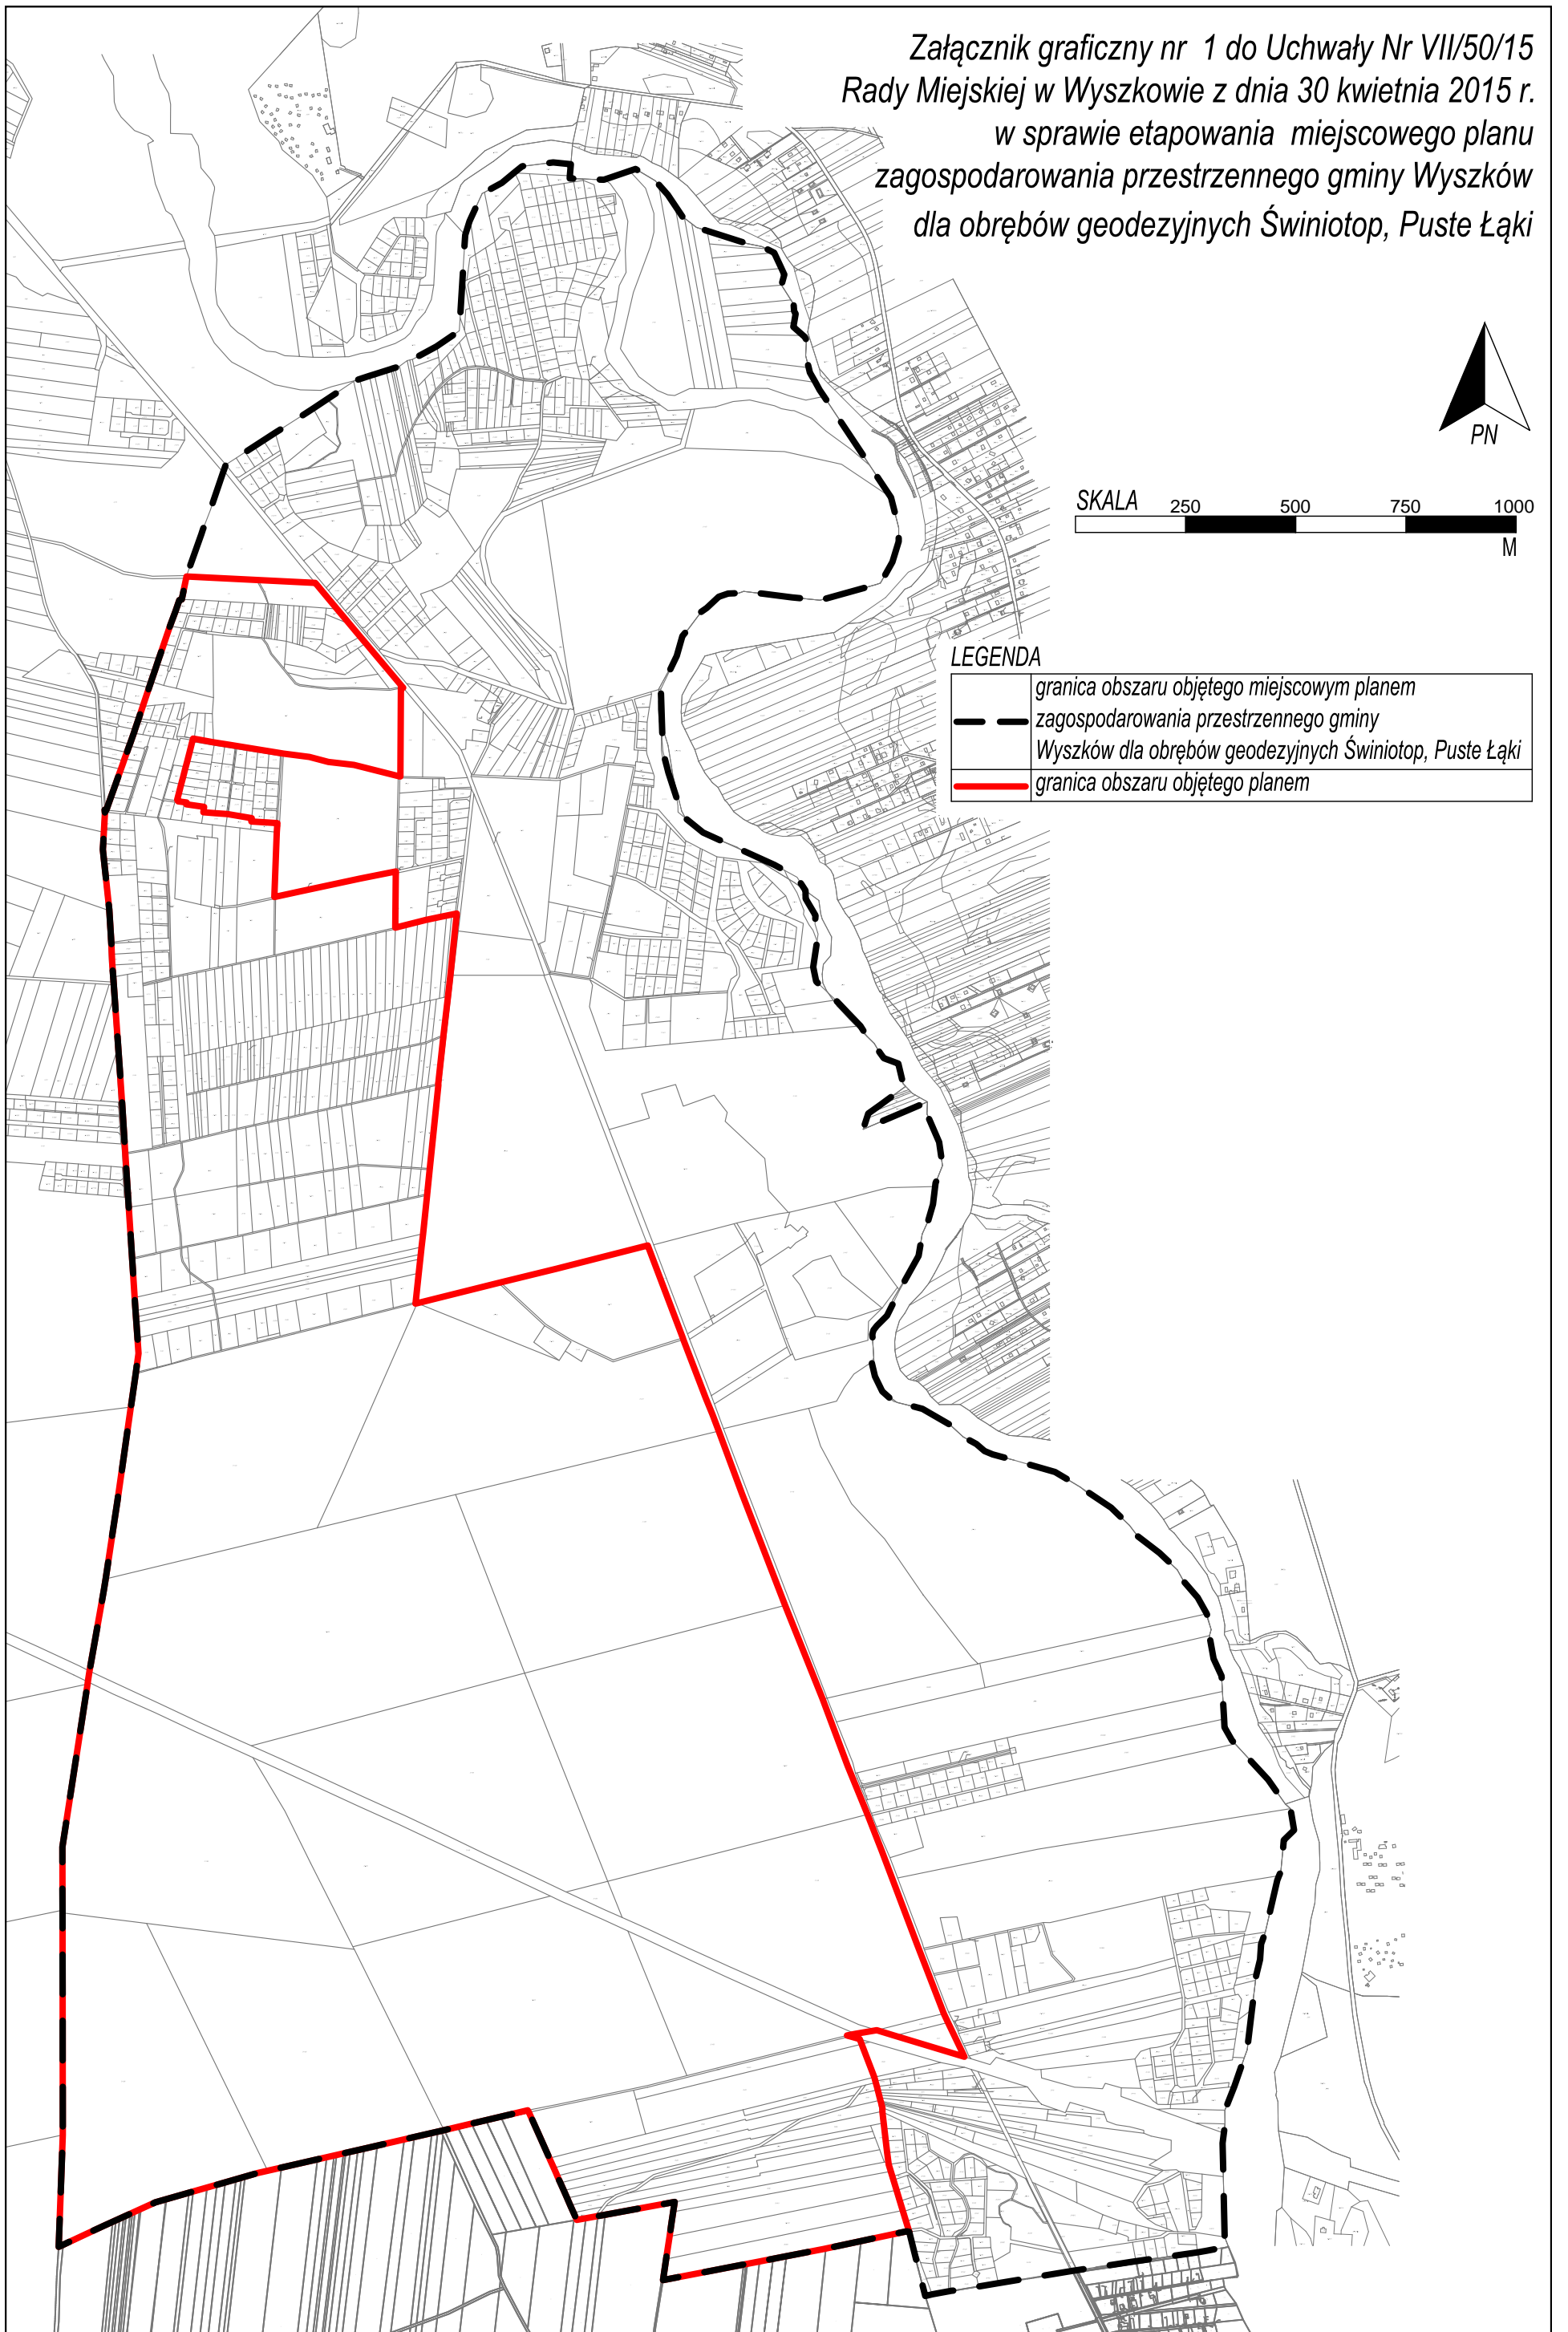 Załącznik graficzny nr 1 do Uchwały Nr VII/50/15
Rady Miejskiej w Wyszkowie z dnia 30 kwietnia 2015 r.
w sprawie etapowania miejscowego planu
zagospodarowania przestrzennego gminy Wyszków
dla obrębów geodezyjnych Świniotop, Puste Łąki
PN
SKALA 250 500 750 1000
M
LEGENDA
granica obszaru objętego miejscowym planem
zagospodarowania przestrzennego gminy
Wyszków dla obrębów geodezyjnych Świniotop, Puste Łąki
granica obszaru objętego planem